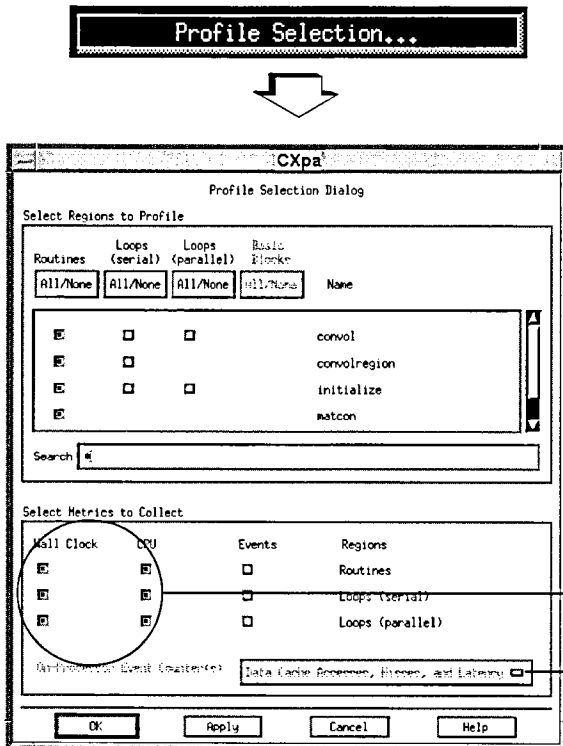 Profile Selection...
CXpa
Profile Selection Dialog
Select Regions to Profile
Routines Loops (serial) Loops (parallel) Basic Blocks
All/None All/None All/None All/None Name
convol
convolregion
initialize
matcon
Search *
Select Metrics to Collect
Wall Clock CPU Events Regions
Routines
Loops (serial)
Loops (parallel)
Event Counter(s) Data Cache Accesses, Misses, and Latency
OK Apply Cancel Help